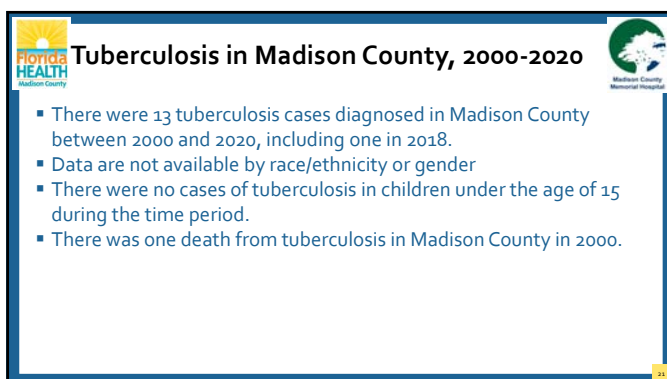 Florida
HEALTH
Madison County
Tuberculosis in Madison County, 2000-2020
Madison County
Memorial Hospital
▪ There were 13 tuberculosis cases diagnosed in Madison County
between 2000 and 2020, including one in 2018.
▪ Data are not available by race/ethnicity or gender
▪ There were no cases of tuberculosis in children under the age of 15
during the time period.
▪ There was one death from tuberculosis in Madison County in 2000.
21